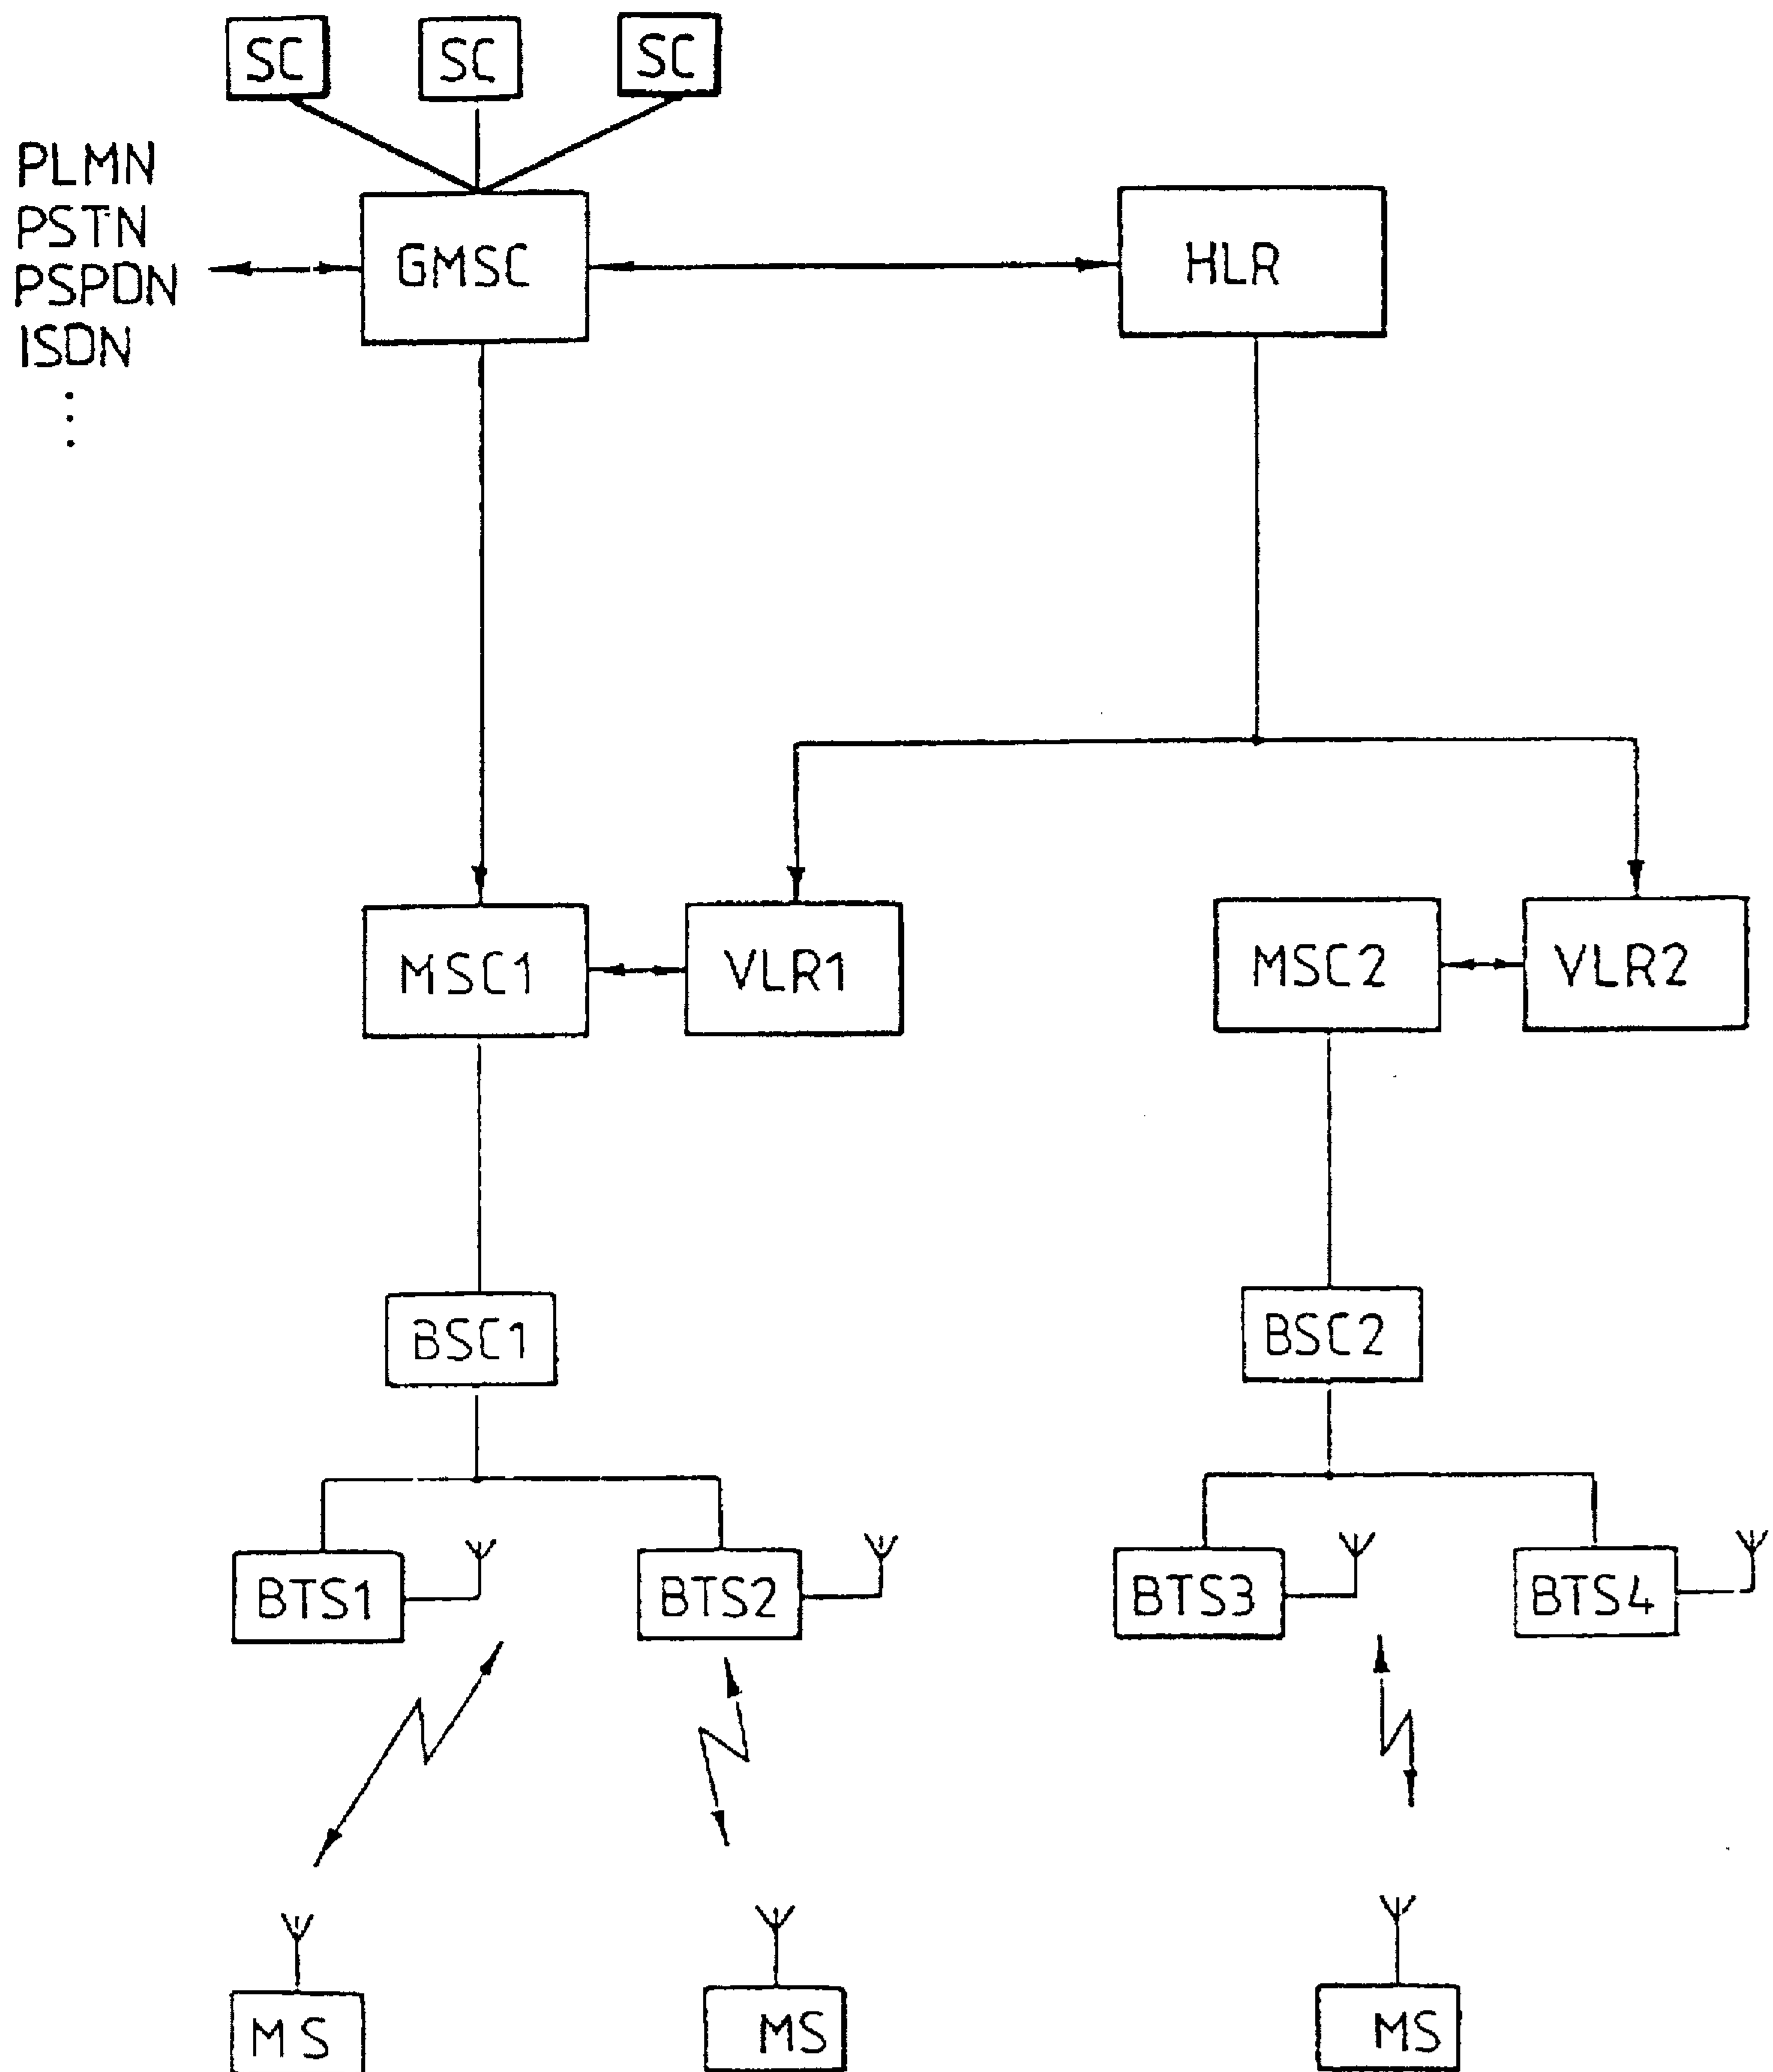 SC
SC
SC
PLMN
PSTN
PSPDN
ISDN
GMSC
HLR
MSC1
VLR1
MSC2
VLR2
BSC1
BSC2
BTS1
BTS2
BTS3
BTS4
MS
MS
MS